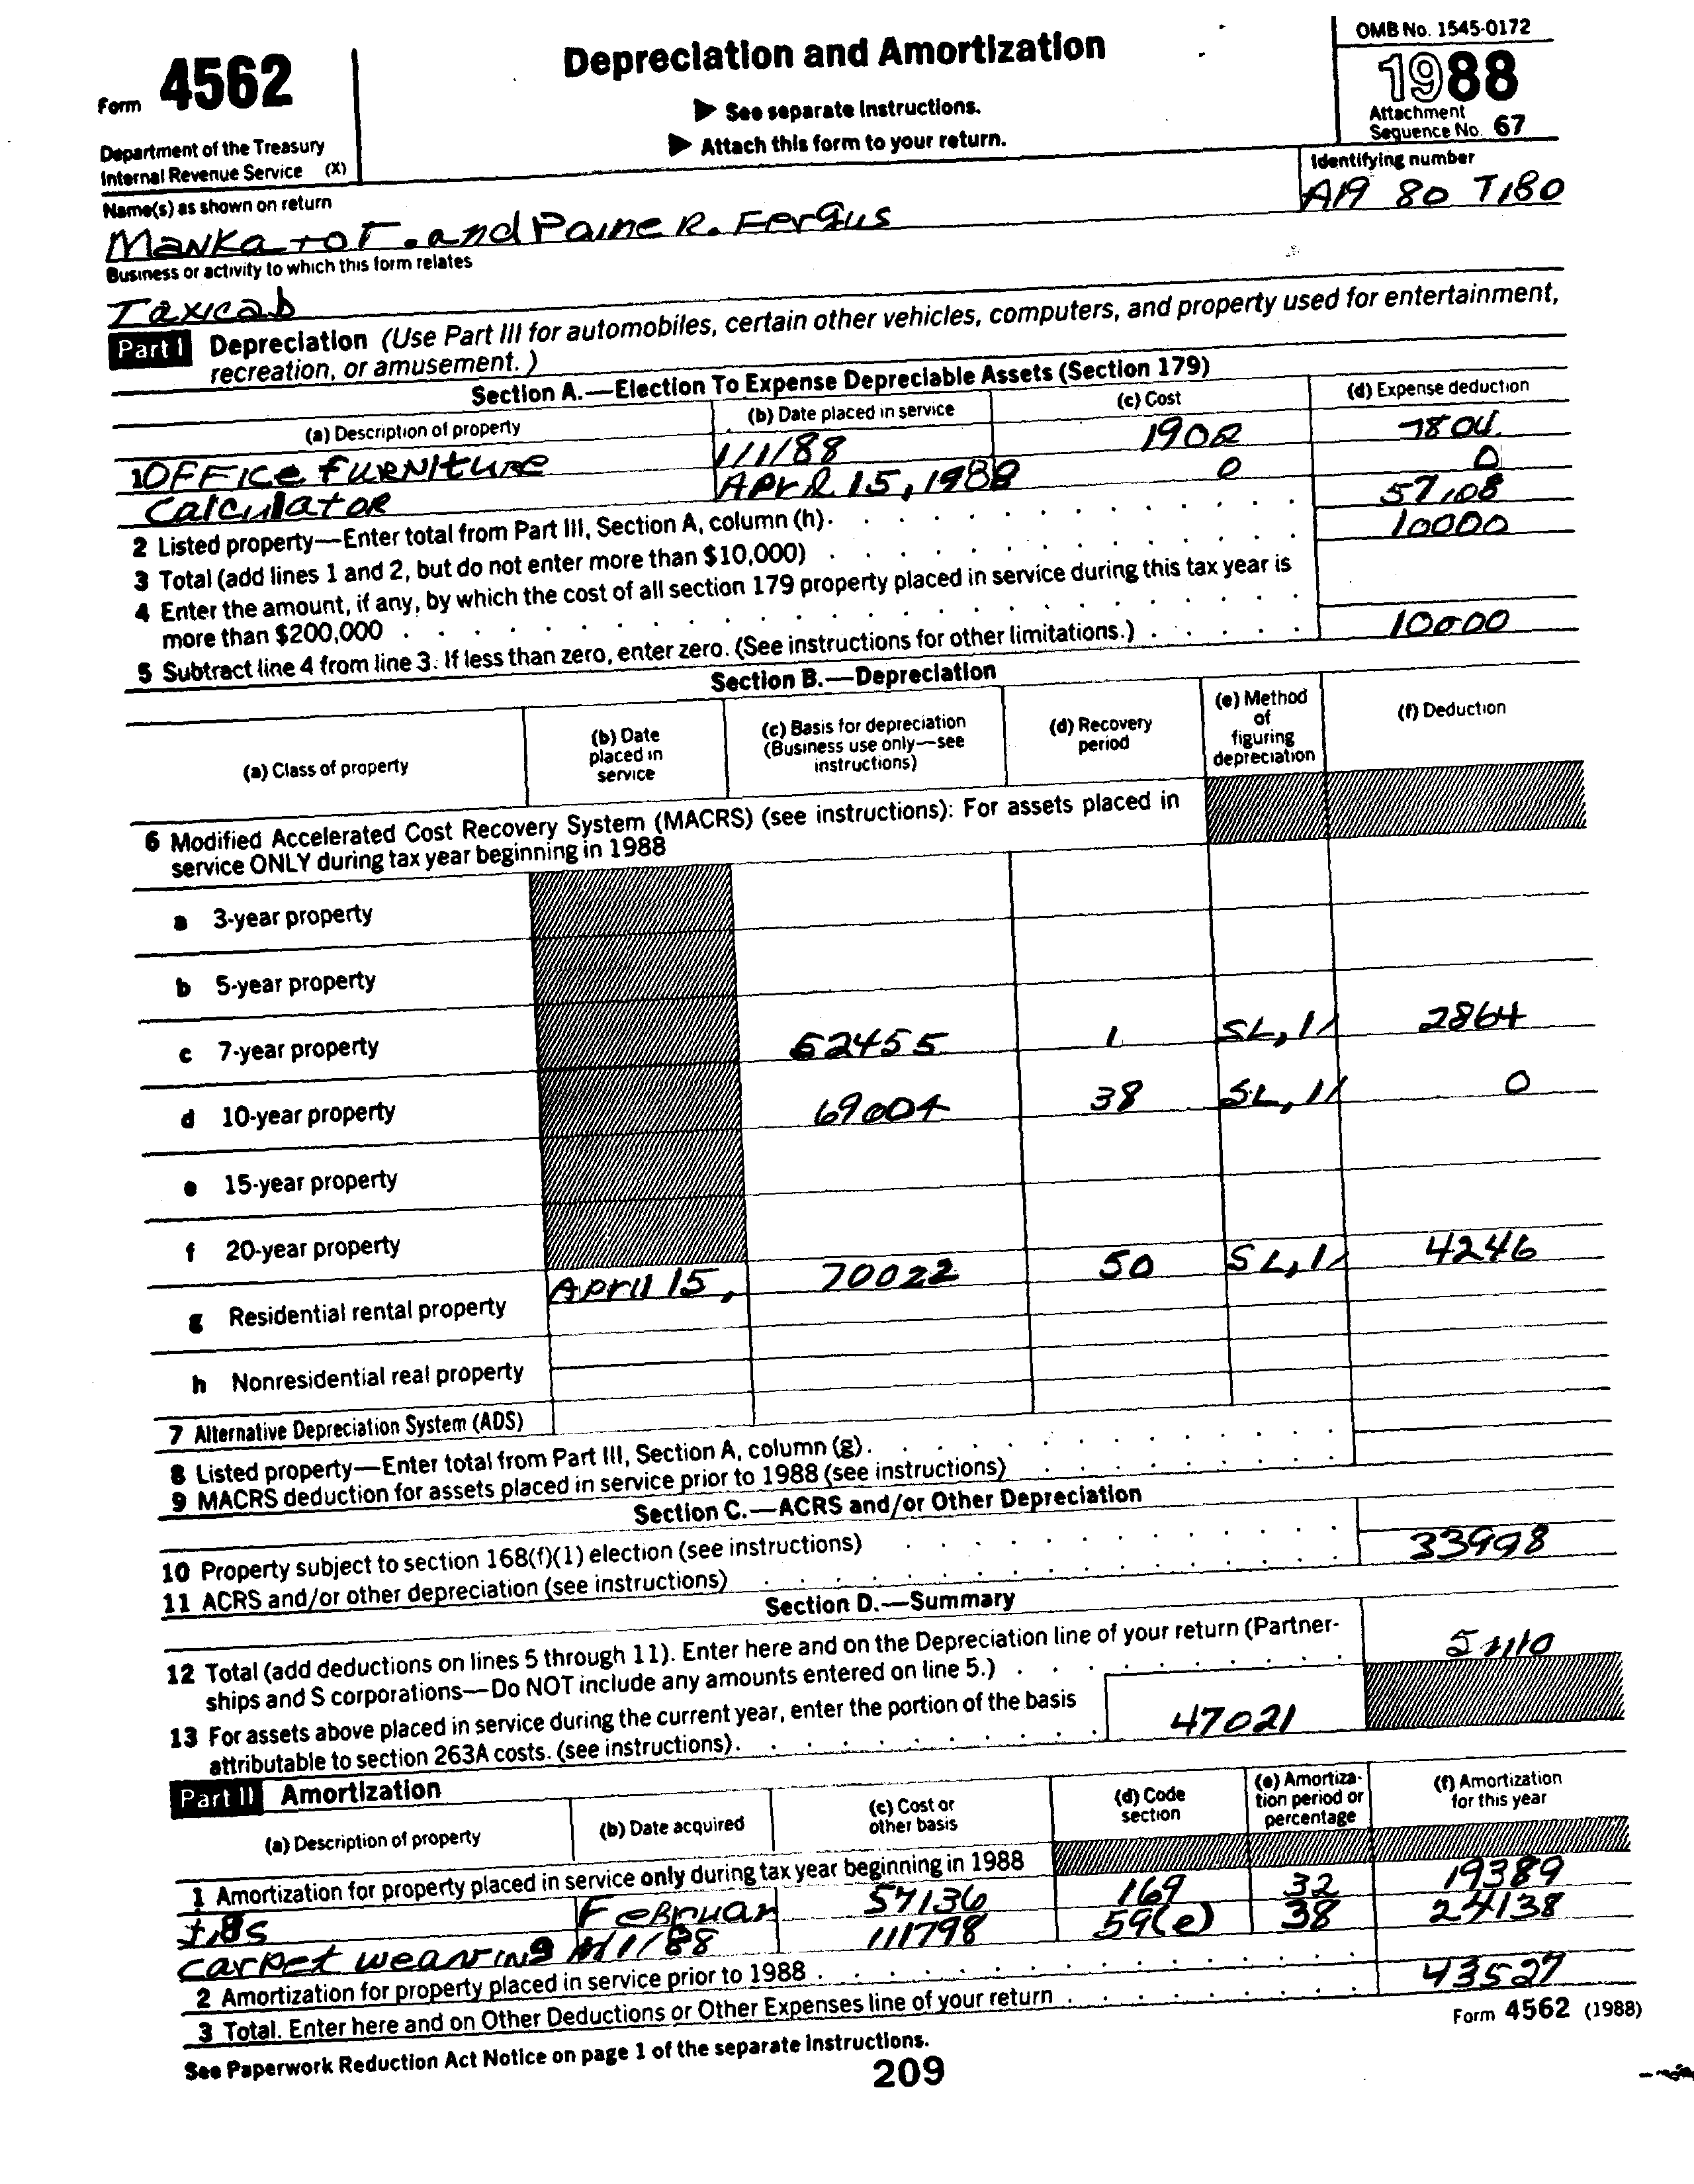 Form 4562
Department of the Treasury
Internal Revenue Service (X)
Depreciation and Amortization
▶ See separate Instructions.
▶ Attach this form to your return.
OMB No. 1545-0172
1988
Attachment
Sequence No. 67
Name(s) as shown on return
Identifying number
Manka to F. and Paine R. Fergus
A19 80 T180
Business or activity to which this form relates
Taxicab
Part I Depreciation (Use Part III for automobiles, certain other vehicles, computers, and property used for entertainment,
recreation, or amusement.)
Section A.—Election To Expense Depreciable Assets (Section 179)
(a) Description of property (b) Date placed in service (c) Cost (d) Expense deduction
1 OFFICE FURNITURE 1/1/88 1902 7804
Calculator April 15, 1988 0 0
2 Listed property—Enter total from Part III, Section A, column (h). 57108
3 Total (add lines 1 and 2, but do not enter more than $10,000) 10000
4 Enter the amount, if any, by which the cost of all section 179 property placed in service during this tax year is
more than $200,000
5 Subtract line 4 from line 3. If less than zero, enter zero. (See instructions for other limitations.) 10000
Section B.—Depreciation
(a) Class of property (b) Date placed in service (c) Basis for depreciation (Business use only—see instructions) (d) Recovery period (e) Method of figuring depreciation (f) Deduction
6 Modified Accelerated Cost Recovery System (MACRS) (see instructions): For assets placed in
service ONLY during tax year beginning in 1988
a 3-year property
b 5-year property
c 7-year property 52455 1 SL, 1/ 2864
d 10-year property 69004 38 SL, 1/ 0
e 15-year property
f 20-year property
g Residential rental property April 15, 70022 50 SL, 1/ 4246
h Nonresidential real property
7 Alternative Depreciation System (ADS)
8 Listed property—Enter total from Part III, Section A, column (g).
9 MACRS deduction for assets placed in service prior to 1988 (see instructions)
Section C.—ACRS and/or Other Depreciation
10 Property subject to section 168(f)(1) election (see instructions) 33998
11 ACRS and/or other depreciation (see instructions)
Section D.—Summary
12 Total (add deductions on lines 5 through 11). Enter here and on the Depreciation line of your return (Partner-
ships and S corporations—Do NOT include any amounts entered on line 5.) 51110
13 For assets above placed in service during the current year, enter the portion of the basis
attributable to section 263A costs. (see instructions). 47021
Part II Amortization
(a) Description of property (b) Date acquired (c) Cost or other basis (d) Code section (e) Amortization period or percentage (f) Amortization for this year
1 Amortization for property placed in service only during tax year beginning in 1988
Februar 57136 169 32 19389
carpet weaving 1/1/88 111798 59(e) 38 24138
2 Amortization for property placed in service prior to 1988
3 Total. Enter here and on Other Deductions or Other Expenses line of your return 43527
See Paperwork Reduction Act Notice on page 1 of the separate instructions.
Form 4562 (1988)
209